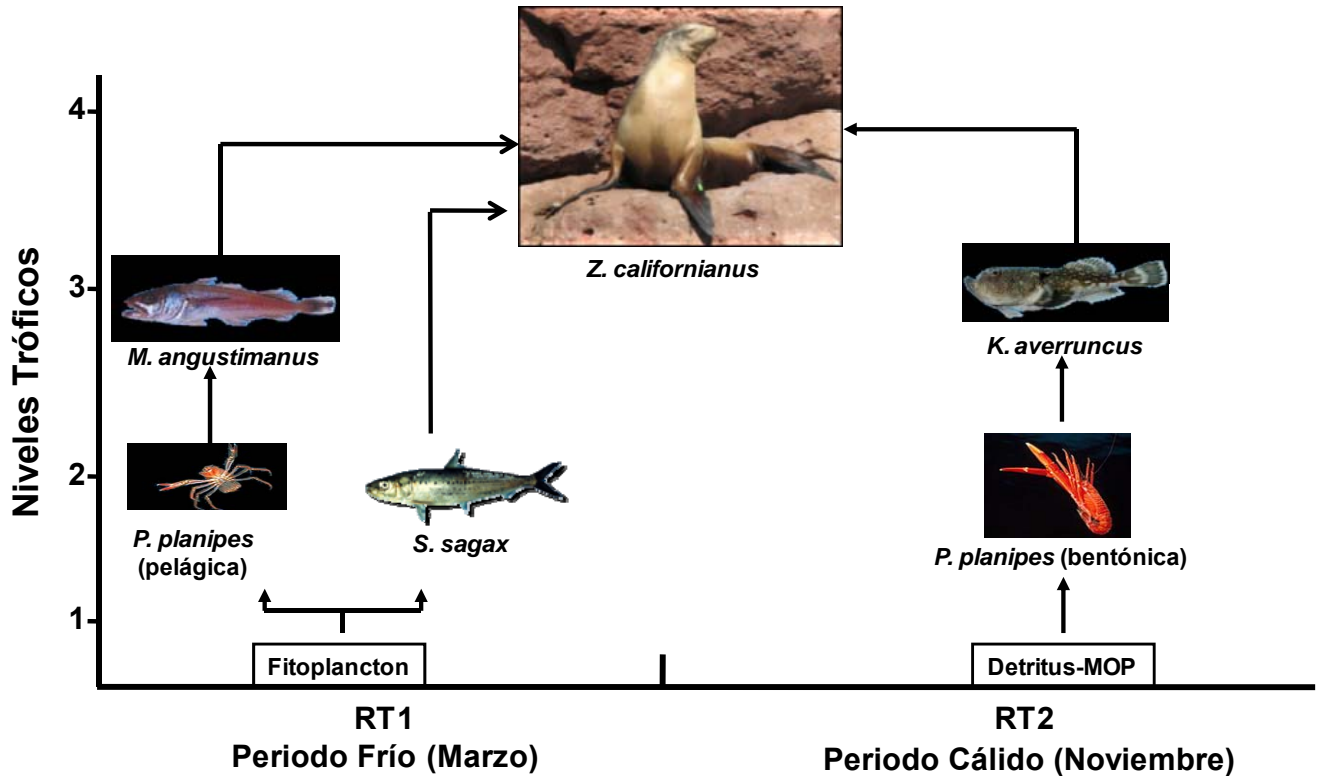 4
Z. californianus
3
M. angustimanus
K. averruncus
Niveles Tróficos
2
P. planipes
(pelágica)
S. sagax
P. planipes (bentónica)
1
Fitoplancton
Detritus-MOP
RT1
Periodo Frío (Marzo)
RT2
Periodo Cálido (Noviembre)